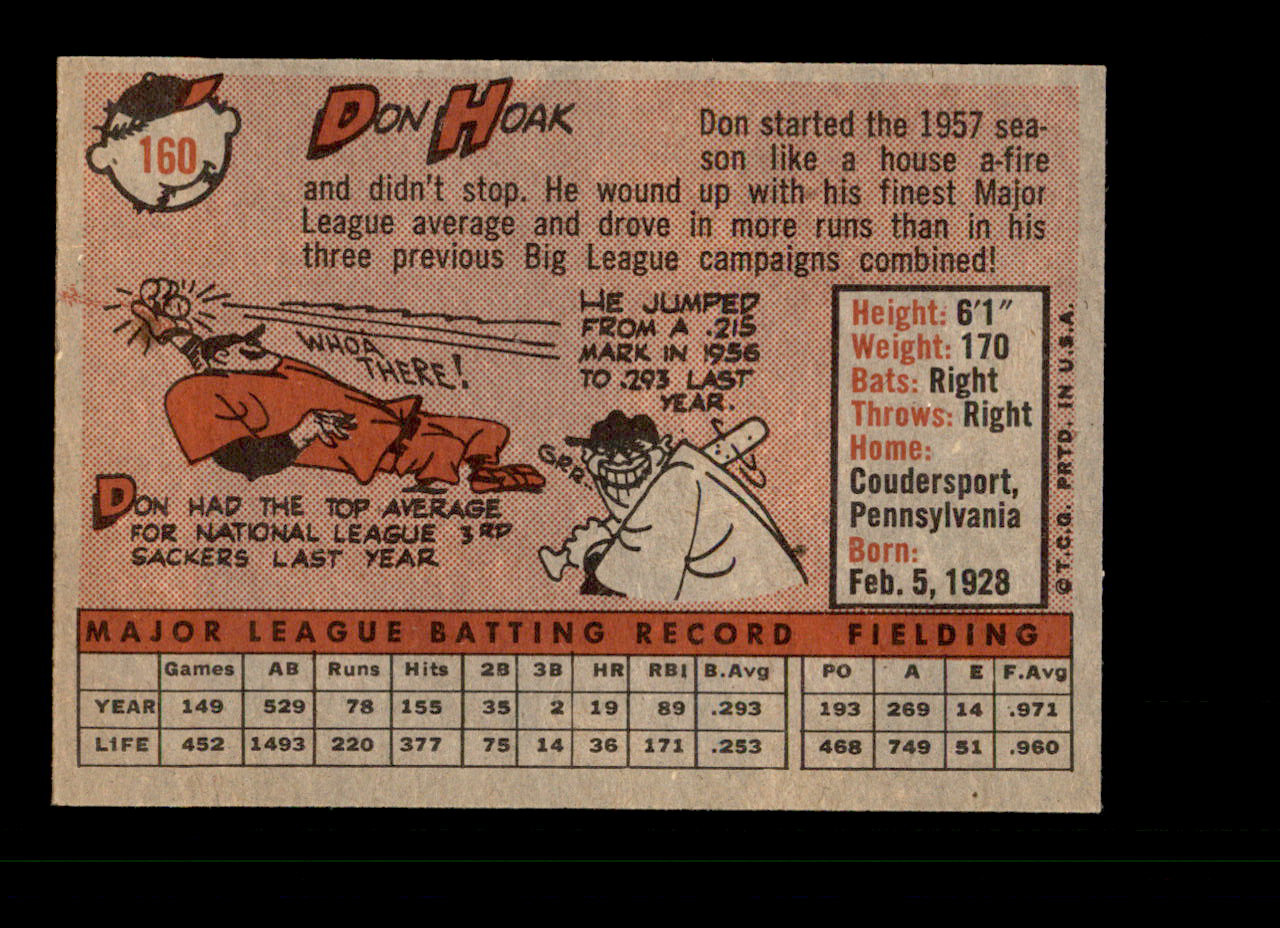 160
DON HOAK
Don started the 1957 sea-
son like a house a-fire
and didn't stop. He wound up with his finest Major
League average and drove in more runs than in his
three previous Big League campaigns combined!
WHOA
THERE!
DON HAD THE TOP AVERAGE
FOR NATIONAL LEAGUE 3RD
SACKERS LAST YEAR
HE JUMPED
FROM A .215
MARK IN 1956
TO .293 LAST
YEAR.
GRR
Height: 6'1"
Weight: 170
Bats: Right
Throws: Right
Home:
Coudersport,
Pennsylvania
Born:
Feb. 5, 1928
© T.C.G. PRTD. IN U.S.A.
MAJOR LEAGUE BATTING RECORD FIELDING
Games AB Runs Hits 2B 3B HR RBI B.Avg PO A E F.Avg
YEAR 149 529 78 155 35 2 19 89 .293 193 269 14 .971
LiFE 452 1493 220 377 75 14 36 171 .253 468 749 51 .960